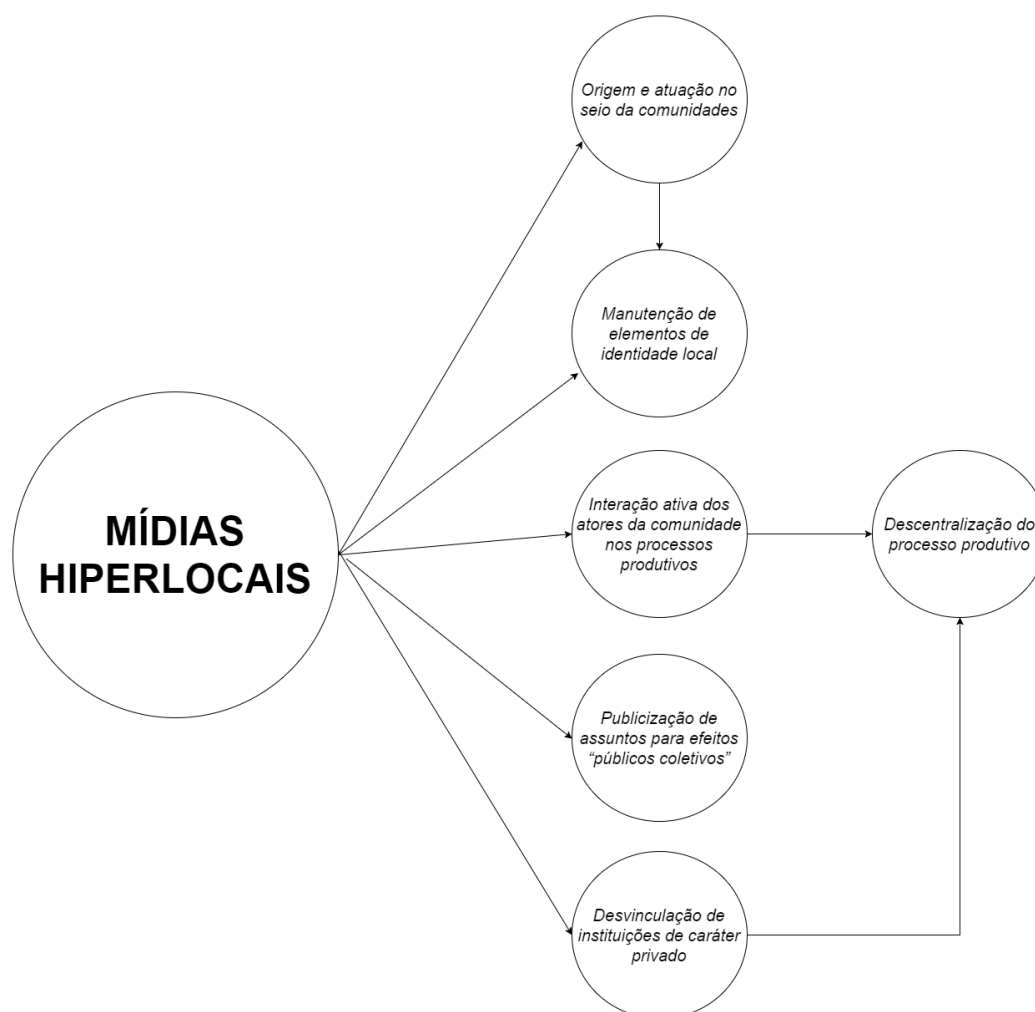 Origem e atuação no
seio da comunidades
Manutenção de
elementos de
identidade local
MÍDIAS
HIPERLOCAIS
Interação ativa dos
atores da comunidade
nos processos
produtivos
Descentralização do
processo produtivo
Publicização de
assuntos para efeitos
“públicos coletivos”
Desvinculação de
instituições de caráter
privado